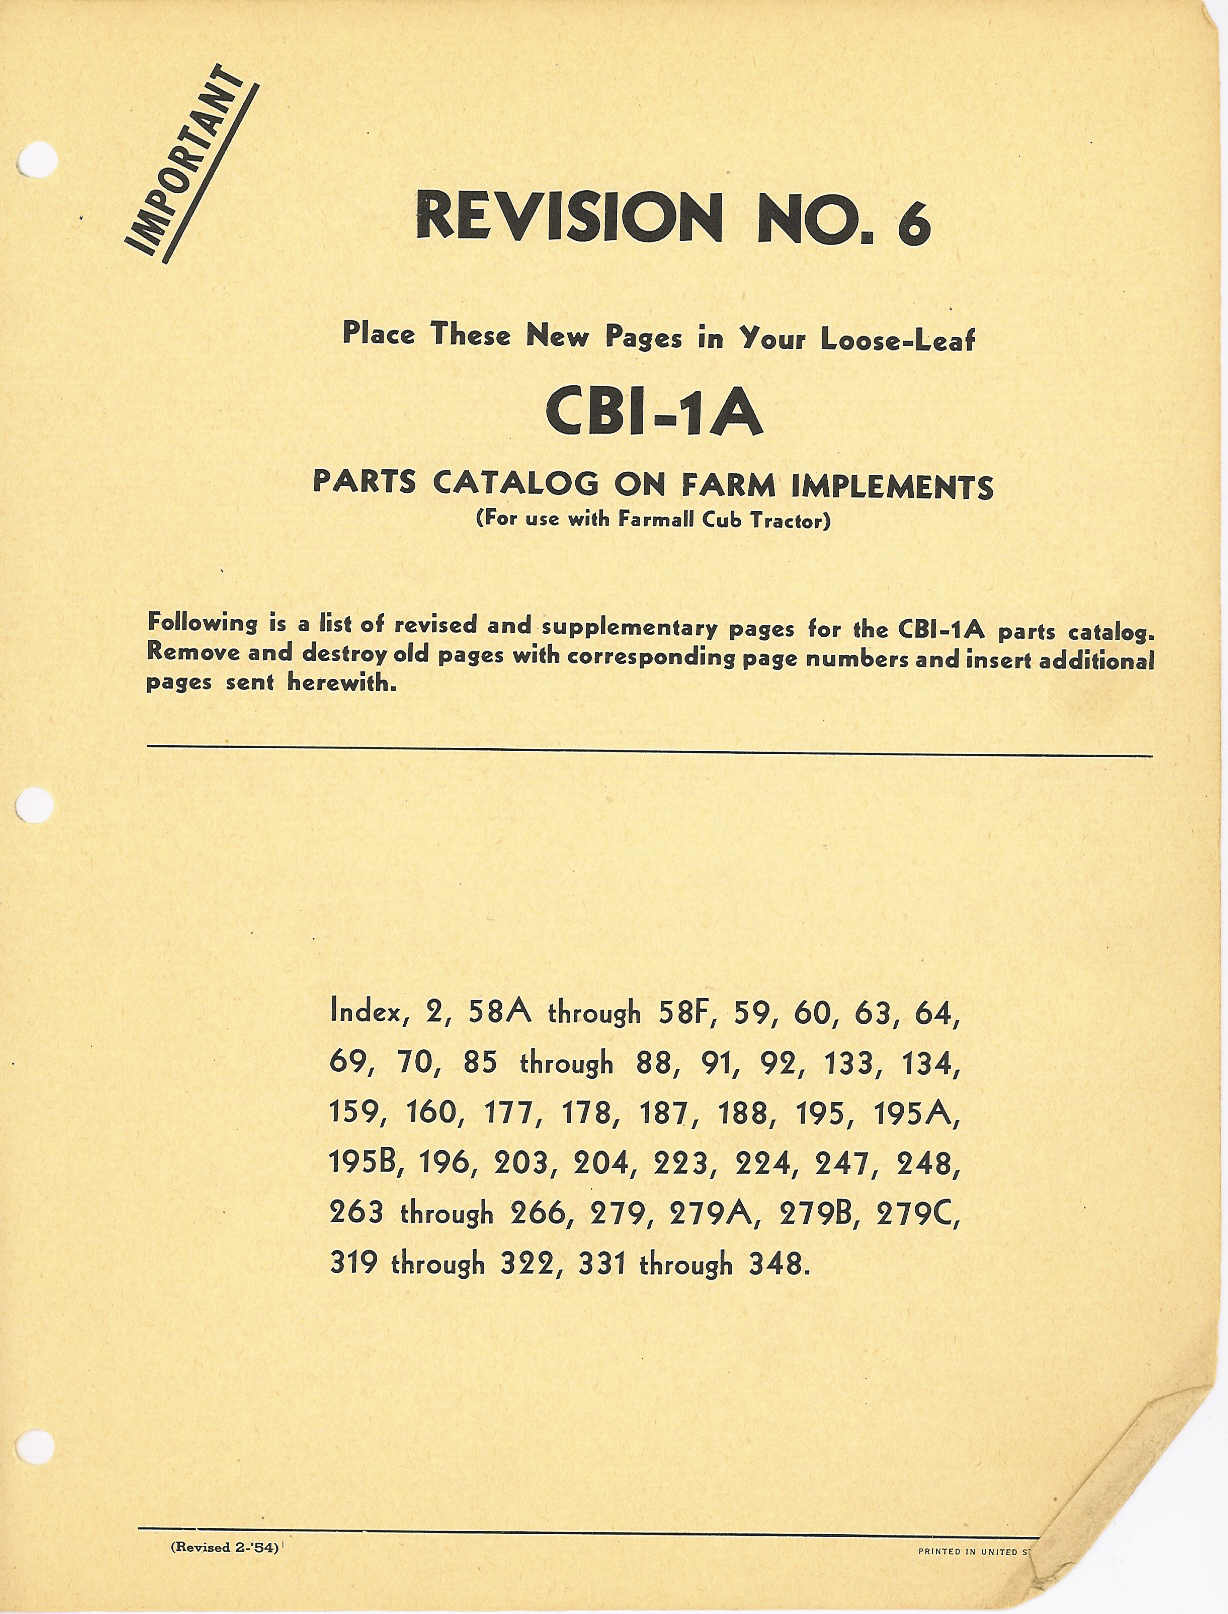 IMPORTANT
REVISION NO. 6
Place These New Pages in Your Loose-Leaf
CBI-1A
PARTS CATALOG ON FARM IMPLEMENTS
(For use with Farmall Cub Tractor)
Following is a list of revised and supplementary pages for the CBI-1A parts catalog.
Remove and destroy old pages with corresponding page numbers and insert additional
pages sent herewith.
Index, 2, 58A through 58F, 59, 60, 63, 64,
69, 70, 85 through 88, 91, 92, 133, 134,
159, 160, 177, 178, 187, 188, 195, 195A,
195B, 196, 203, 204, 223, 224, 247, 248,
263 through 266, 279, 279A, 279B, 279C,
319 through 322, 331 through 348.
(Revised 2-'54)
PRINTED IN UNITED